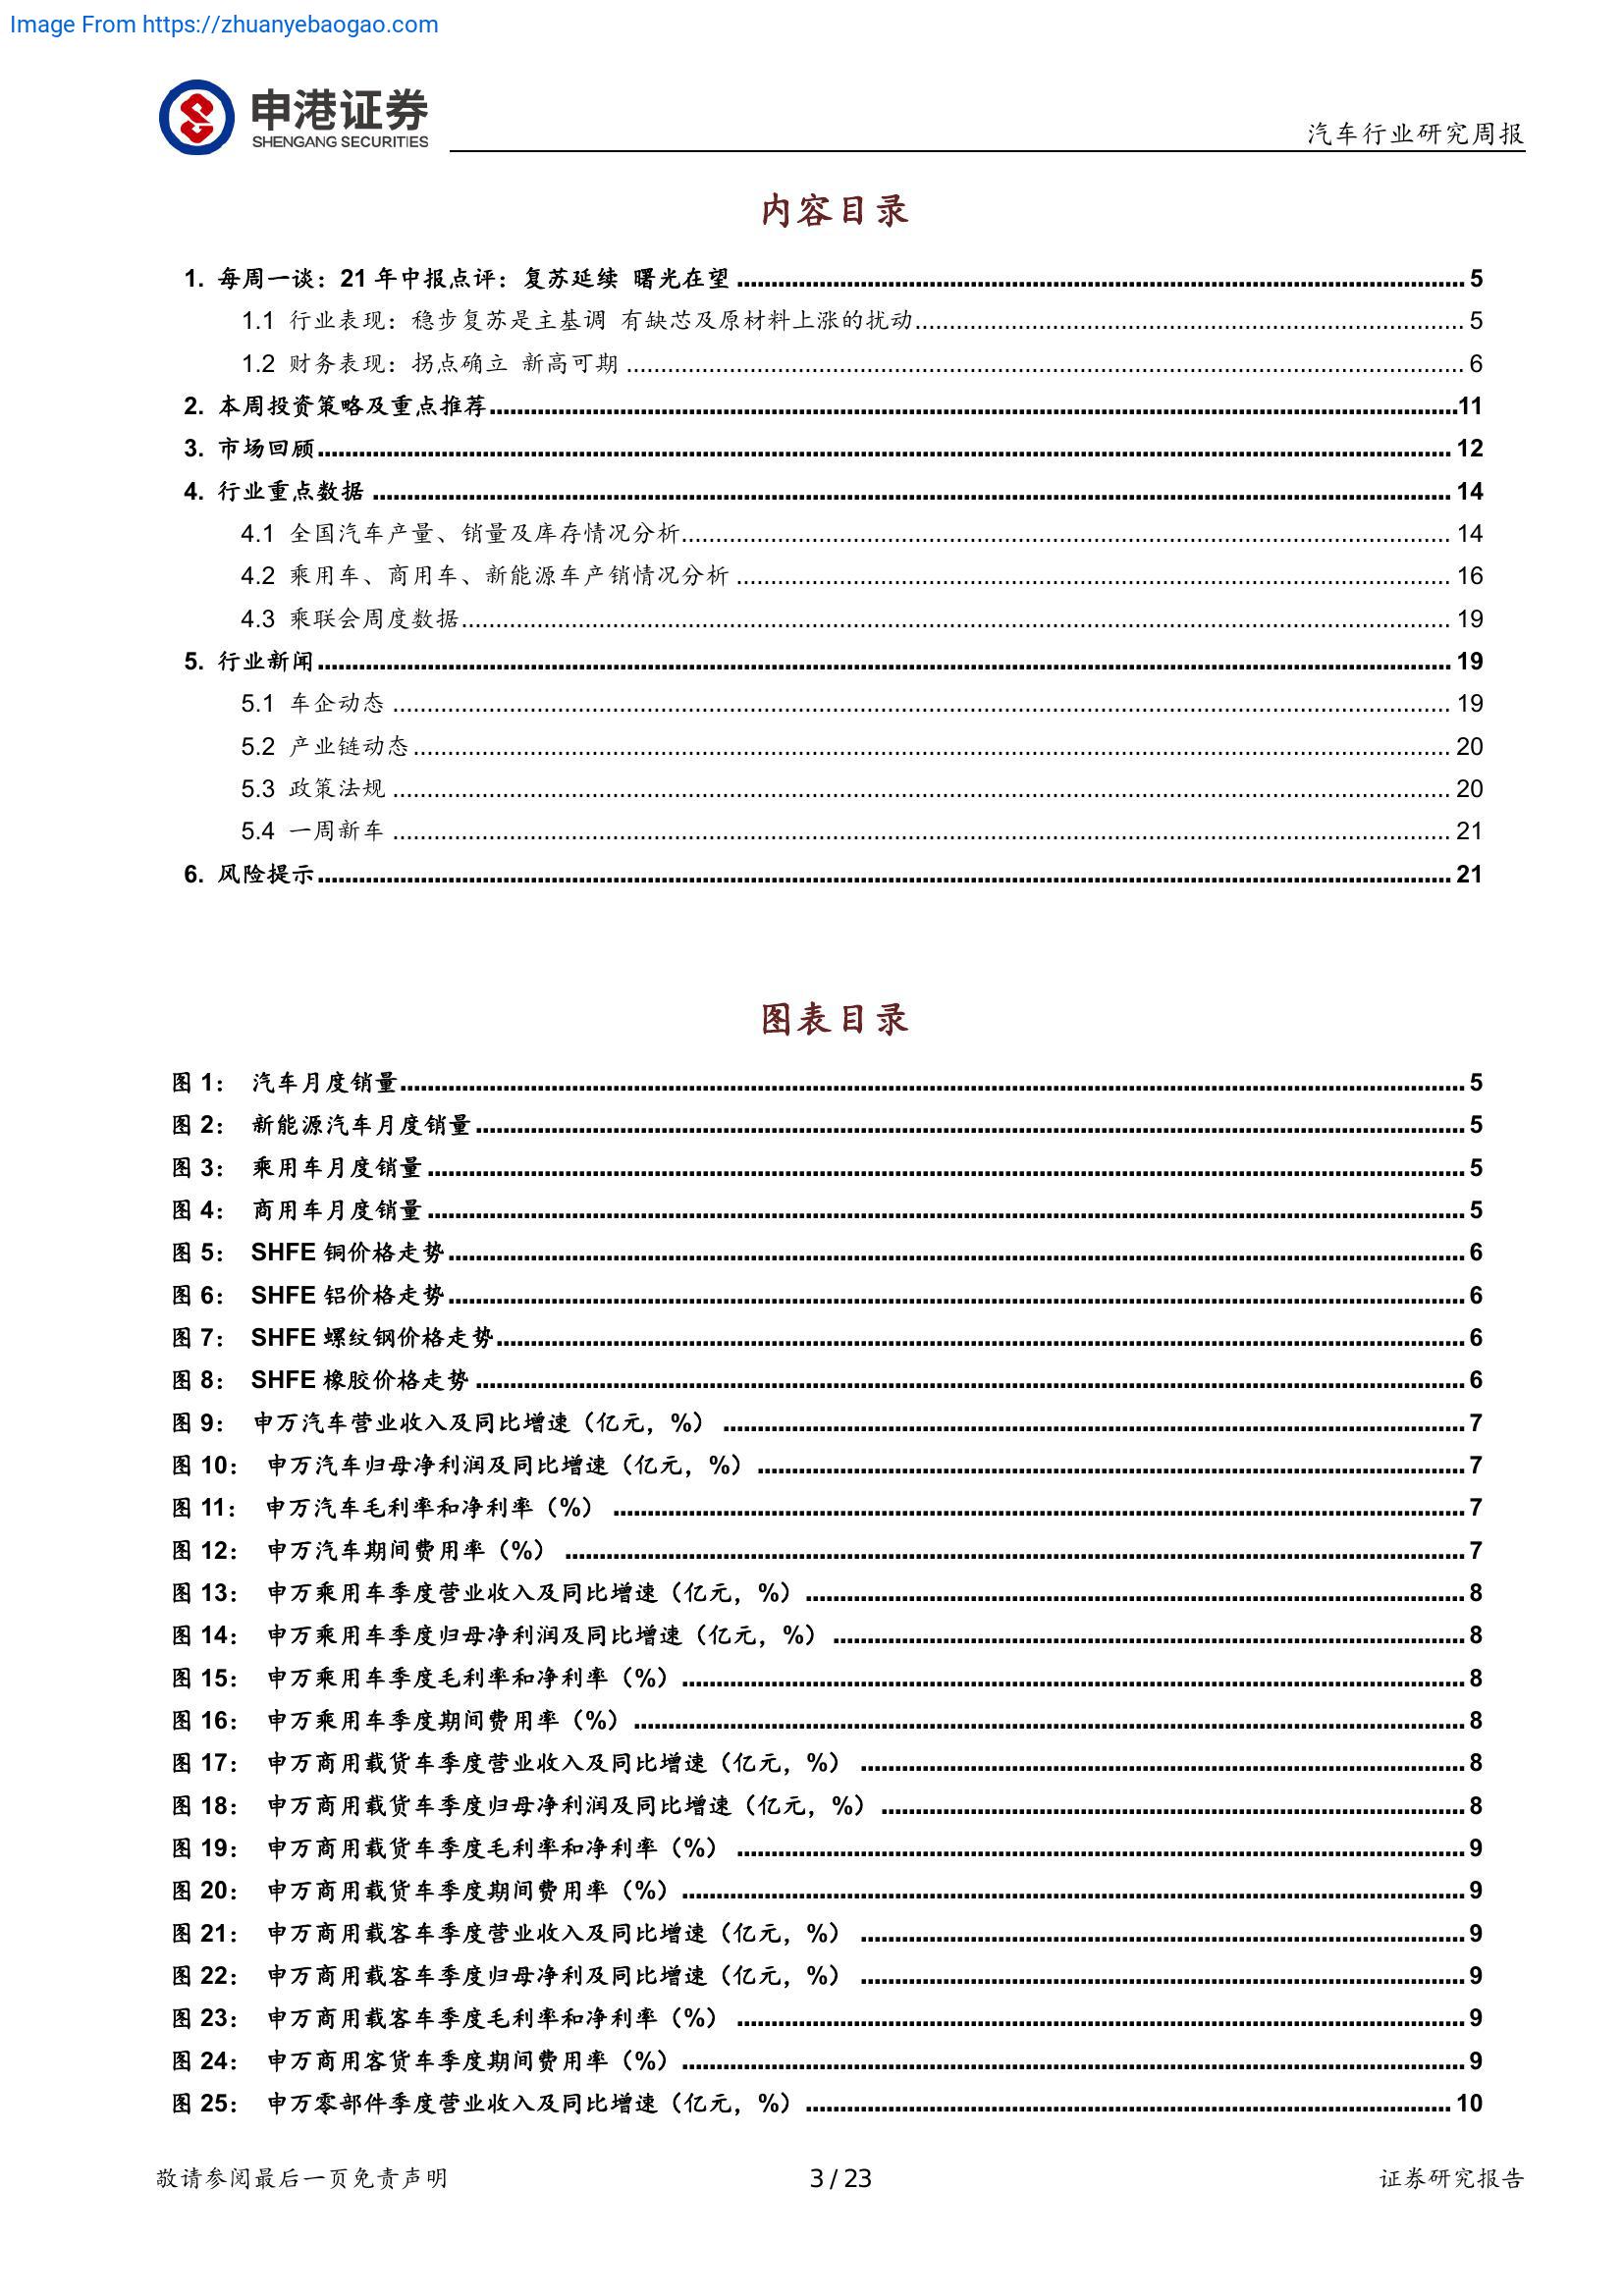 Image From https://zhuanyebaogao.com
申港证券
SHENGANG SECURITIES
汽车行业研究周报
内容目录
1. 每周一谈：21 年中报点评：复苏延续 曙光在望 5
1.1 行业表现：稳步复苏是主基调 有缺芯及原材料上涨的扰动 5
1.2 财务表现：拐点确立 新高可期 6
2. 本周投资策略及重点推荐 11
3. 市场回顾 12
4. 行业重点数据 14
4.1 全国汽车产量、销量及库存情况分析 14
4.2 乘用车、商用车、新能源车产销情况分析 16
4.3 乘联会周度数据 19
5. 行业新闻 19
5.1 车企动态 19
5.2 产业链动态 20
5.3 政策法规 20
5.4 一周新车 21
6. 风险提示 21
图表目录
图 1： 汽车月度销量 5
图 2： 新能源汽车月度销量 5
图 3： 乘用车月度销量 5
图 4： 商用车月度销量 5
图 5： SHFE 铜价格走势 6
图 6： SHFE 铝价格走势 6
图 7： SHFE 螺纹钢价格走势 6
图 8： SHFE 橡胶价格走势 6
图 9： 申万汽车营业收入及同比增速（亿元，%） 7
图 10： 申万汽车归母净利润及同比增速（亿元，%） 7
图 11： 申万汽车毛利率和净利率（%） 7
图 12： 申万汽车期间费用率（%） 7
图 13： 申万乘用车季度营业收入及同比增速（亿元，%） 8
图 14： 申万乘用车季度归母净利润及同比增速（亿元，%） 8
图 15： 申万乘用车季度毛利率和净利率（%） 8
图 16： 申万乘用车季度期间费用率（%） 8
图 17： 申万商用载货车季度营业收入及同比增速（亿元，%） 8
图 18： 申万商用载货车季度归母净利润及同比增速（亿元，%） 8
图 19： 申万商用载货车季度毛利率和净利率（%） 9
图 20： 申万商用载货车季度期间费用率（%） 9
图 21： 申万商用载客车季度营业收入及同比增速（亿元，%） 9
图 22： 申万商用载客车季度归母净利及同比增速（亿元，%） 9
图 23： 申万商用载客车季度毛利率和净利率（%） 9
图 24： 申万商用客货车季度期间费用率（%） 9
图 25： 申万零部件季度营业收入及同比增速（亿元，%） 10
敬请参阅最后一页免责声明
3 / 23
证券研究报告